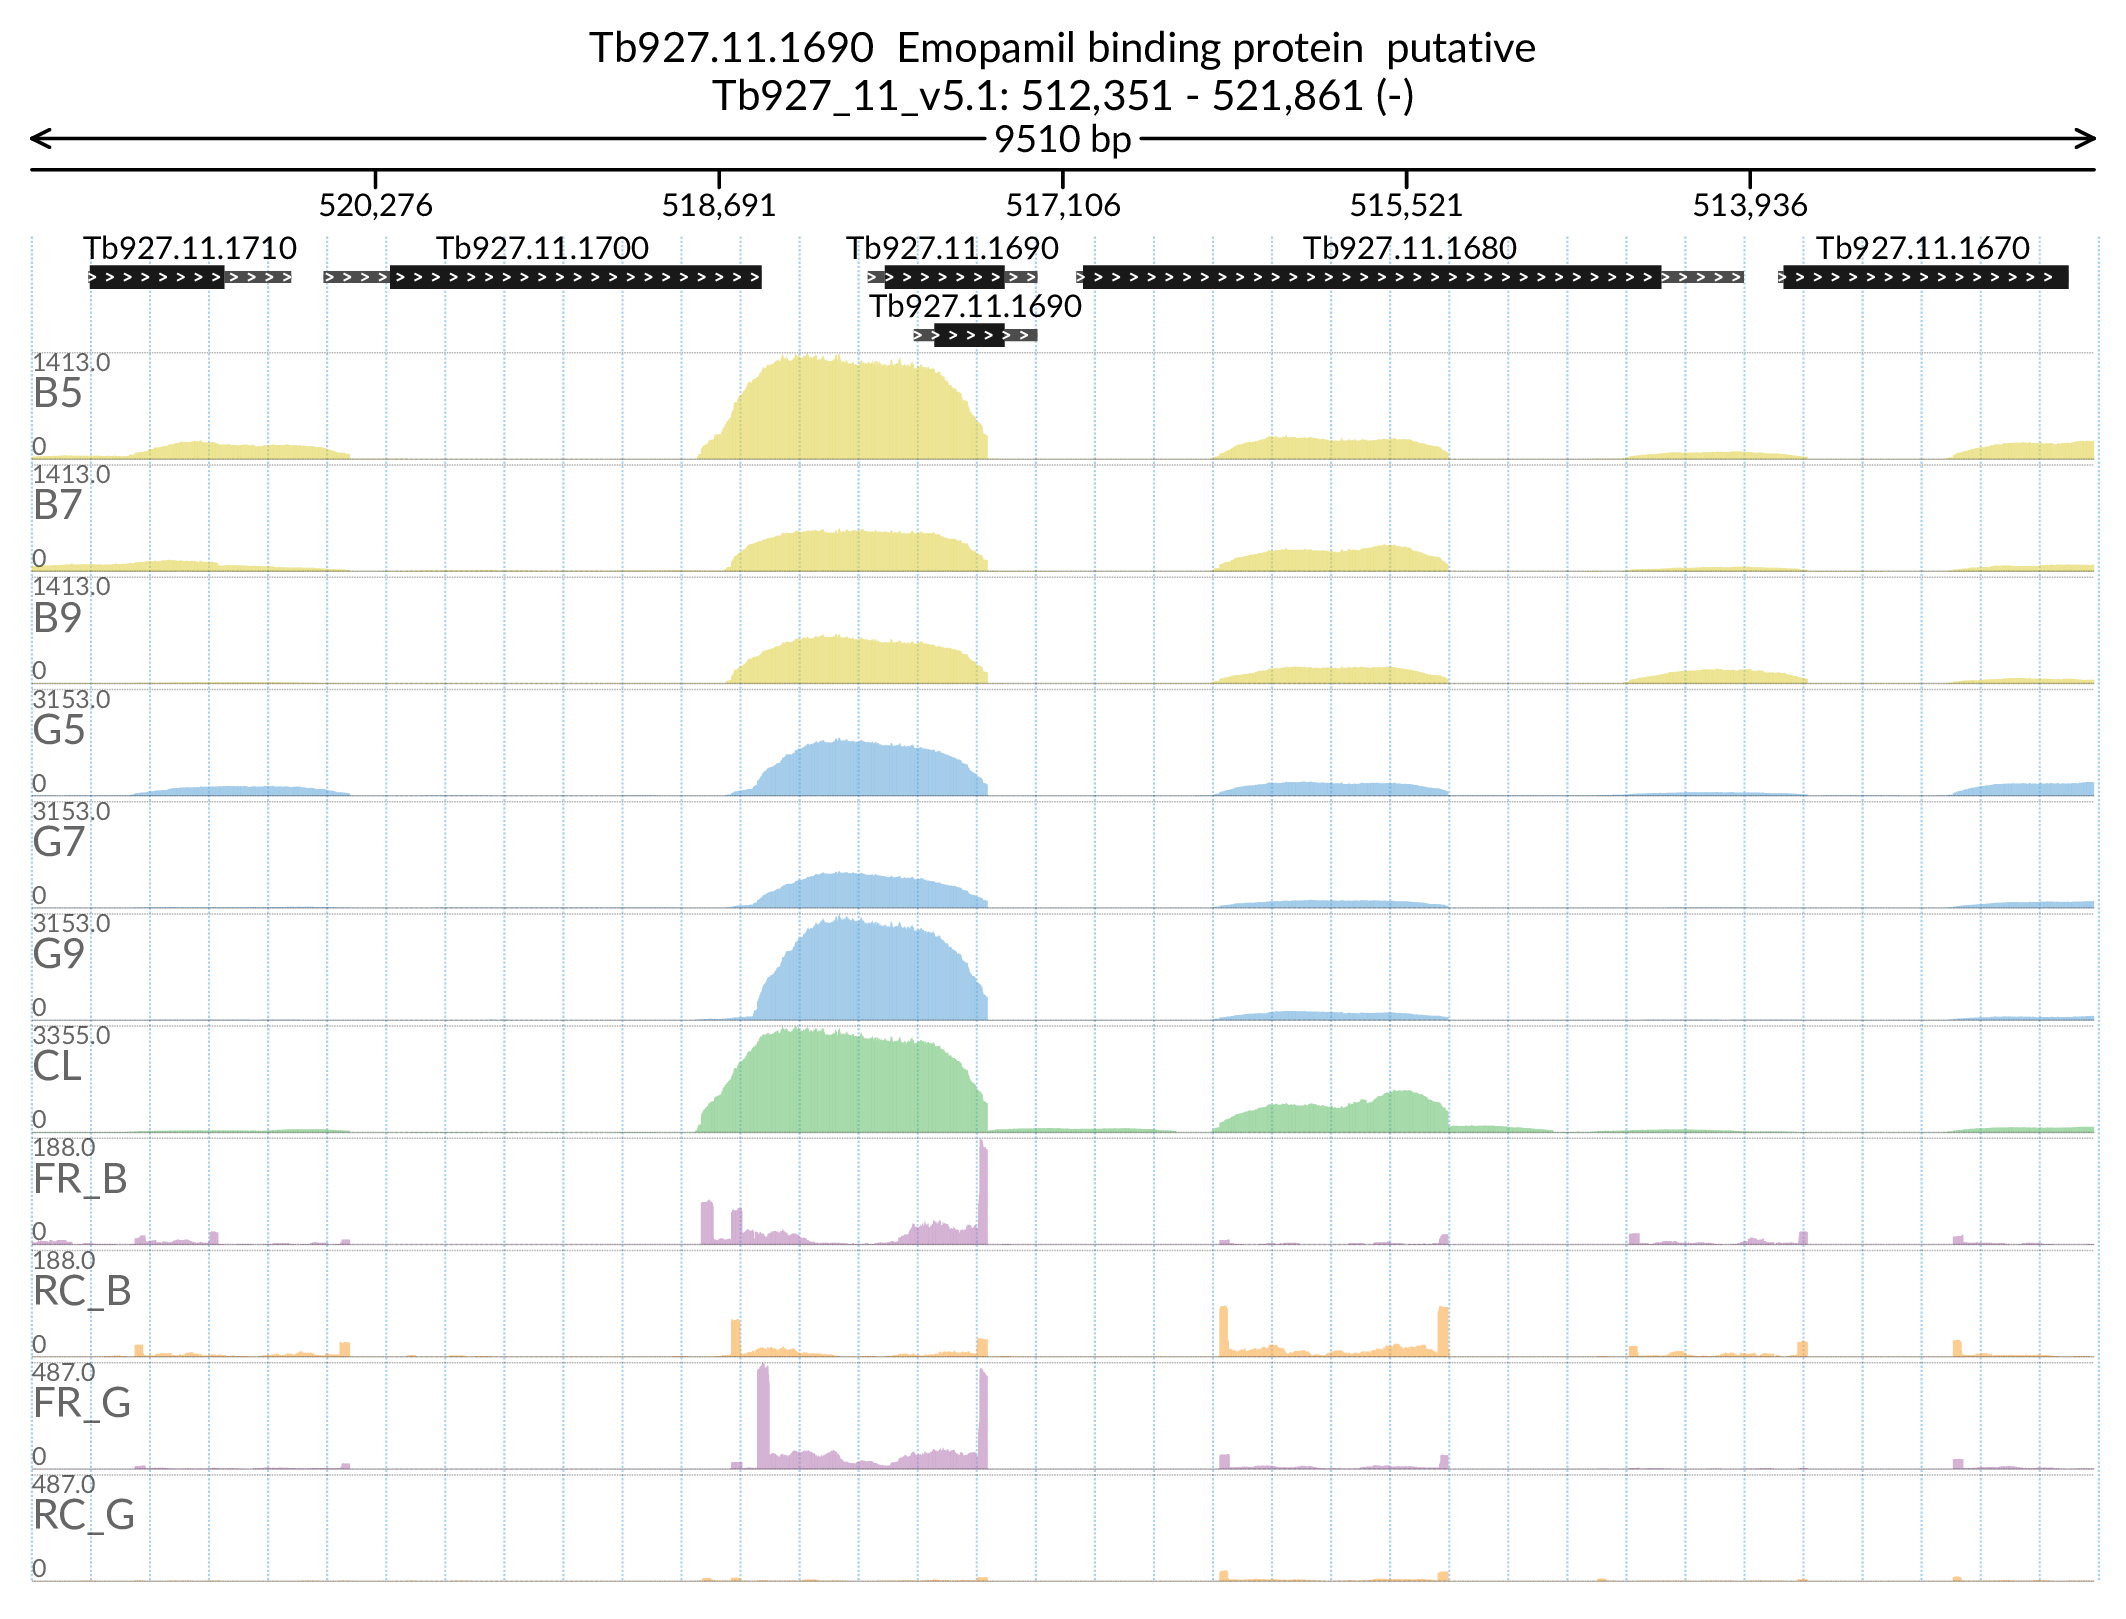 Tb927.11.1690  Emopamil binding protein  putative
Tb927_11_v5.1: 512,351 - 521,861 (-)
9510 bp
520,276 518,691 517,106 515,521 513,936
Tb927.11.1710 Tb927.11.1700 Tb927.11.1690 Tb927.11.1680 Tb927.11.1670
Tb927.11.1690
1413.0
B5
0
1413.0
B7
0
1413.0
B9
0
3153.0
G5
0
3153.0
G7
0
3153.0
G9
0
3355.0
CL
0
188.0
FR_B
0
188.0
RC_B
0
487.0
FR_G
0
487.0
RC_G
0